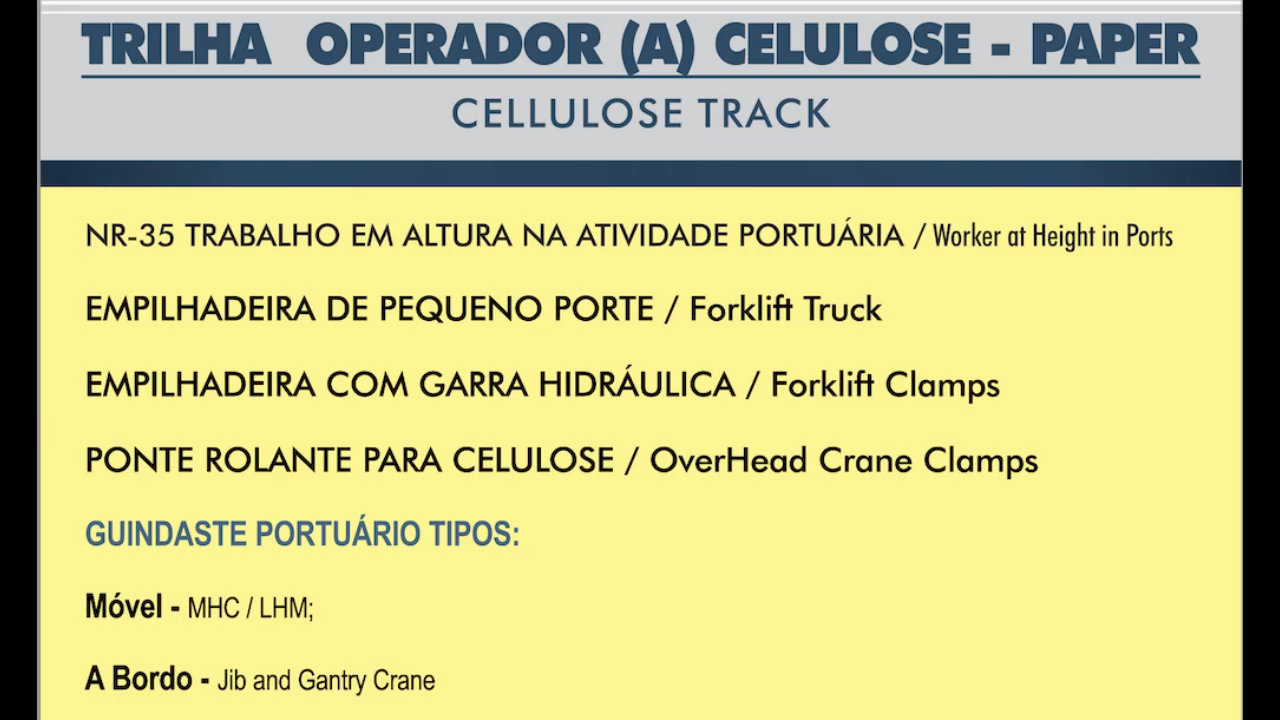 TRILHA OPERADOR (A) CELULOSE - PAPER
CELLULOSE TRACK
NR-35 TRABALHO EM ALTURA NA ATIVIDADE PORTUÁRIA / Worker at Height in Ports
EMPILHADEIRA DE PEQUENO PORTE / Forklift Truck
EMPILHADEIRA COM GARRA HIDRÁULICA / Forklift Clamps
PONTE ROLANTE PARA CELULOSE / OverHead Crane Clamps
GUINDASTE PORTUÁRIO TIPOS:
Móvel - MHC / LHM;
A Bordo - Jib and Gantry Crane